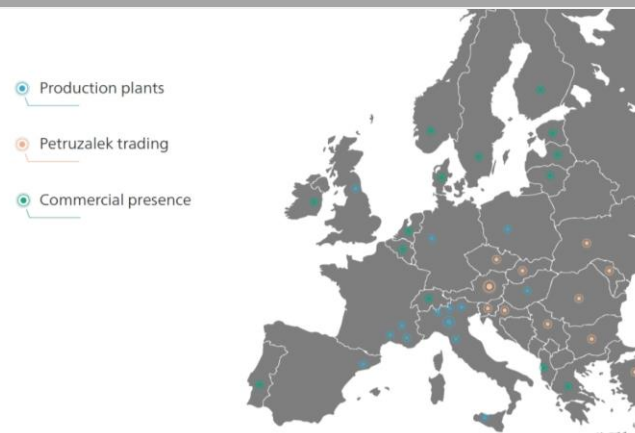 Production plants
Petruzalek trading
Commercial presence